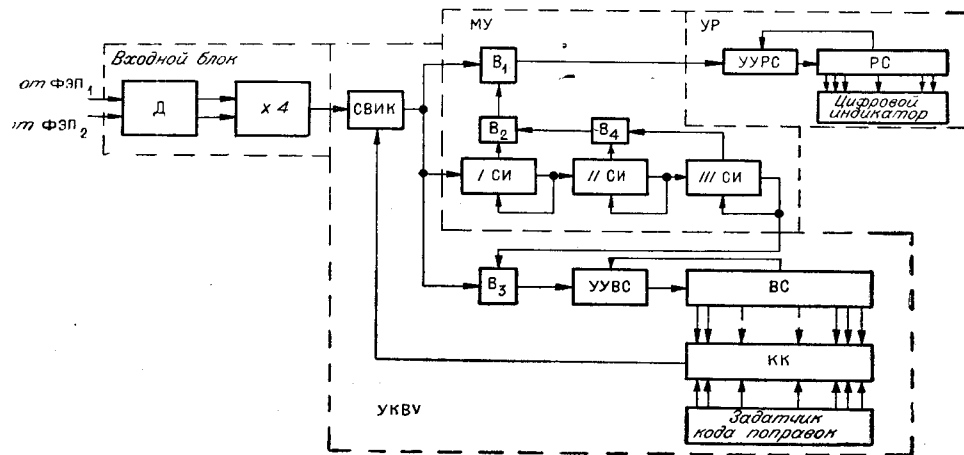 МУ
УР
Входной блок
от ФЭП1
от ФЭП2
Д
х 4
СВИК
В1
УУРС
РС
Цифровой
индикатор
В2
В4
I СИ
II СИ
III СИ
В3
УУВС
ВС
КК
УКВV
Задатчик
кода поправок